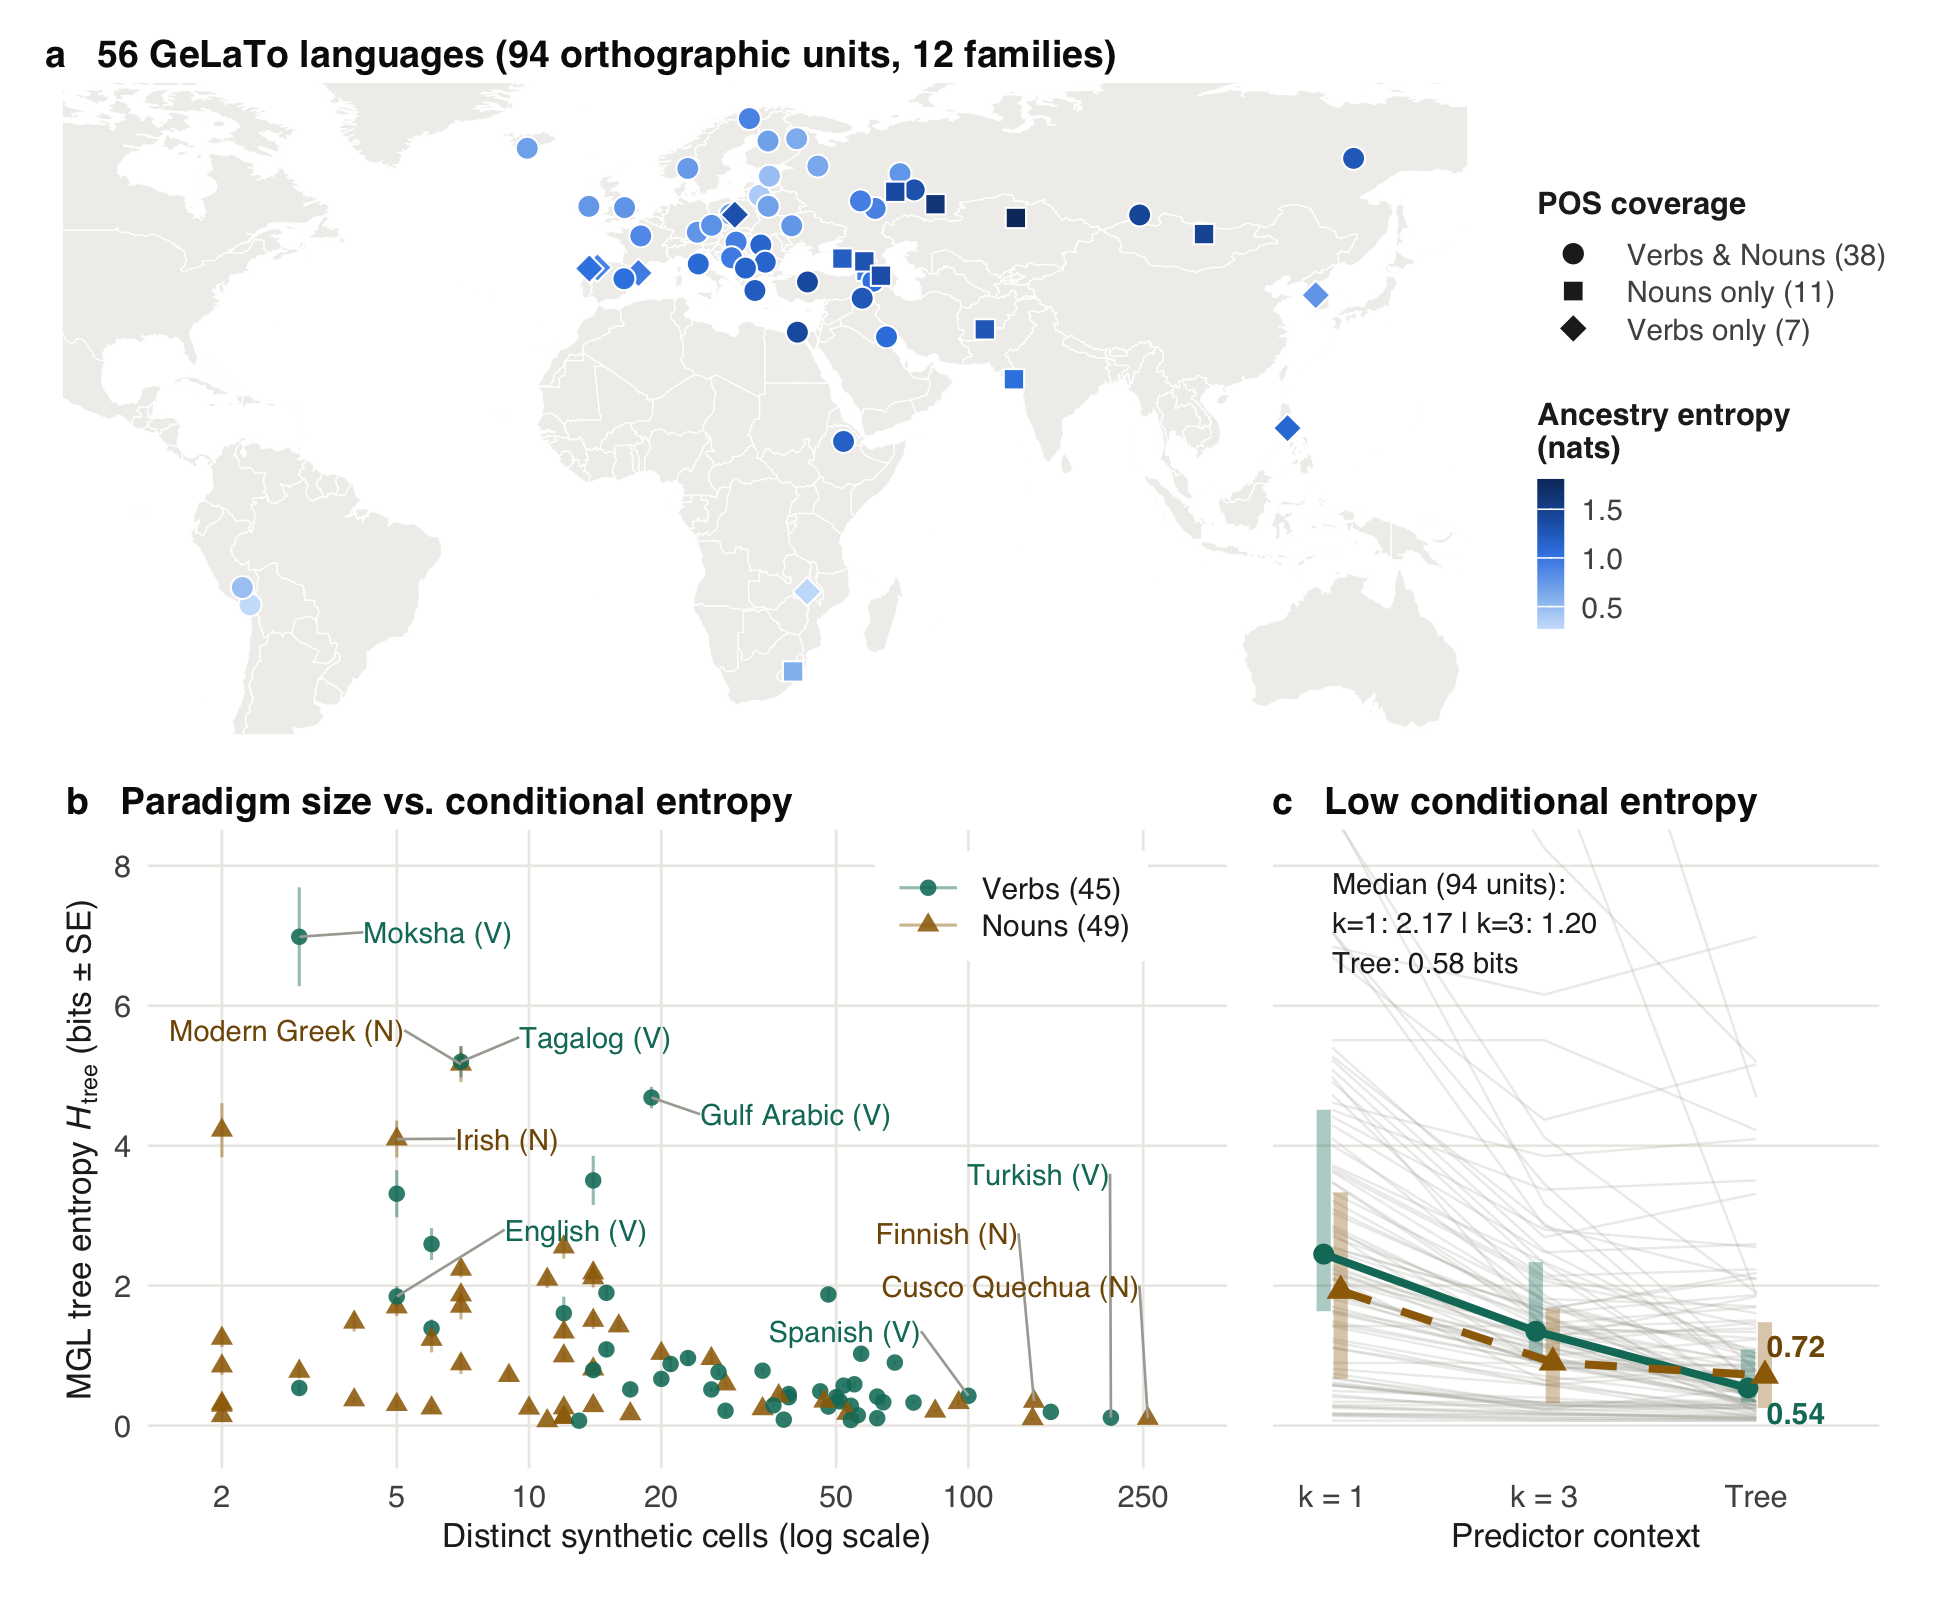 a 56 GeLaTo languages (94 orthographic units, 12 families)
POS coverage
Verbs & Nouns (38)
Nouns only (11)
Verbs only (7)
Ancestry entropy
(nats)
1.5
1.0
0.5
b Paradigm size vs. conditional entropy
MGL tree entropy Htree (bits ± SE)
8
6
4
2
0
Verbs (45)
Nouns (49)
Moksha (V)
Modern Greek (N)
Tagalog (V)
Gulf Arabic (V)
Irish (N)
Turkish (V)
English (V)
Finnish (N)
Cusco Quechua (N)
Spanish (V)
2 5 10 20 50 100 250
Distinct synthetic cells (log scale)
c Low conditional entropy
Median (94 units):
k=1: 2.17 | k=3: 1.20
Tree: 0.58 bits
0.72
0.54
k = 1 k = 3 Tree
Predictor context